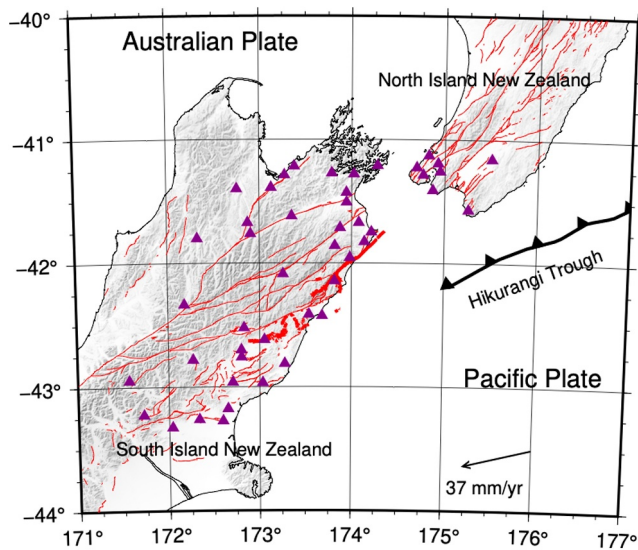 −40°
Australian Plate
North Island New Zealand
−41°
−42°
Hikurangi Trough
−43°
Pacific Plate
South Island New Zealand
37 mm/yr
−44°
171° 172° 173° 174° 175° 176° 177°